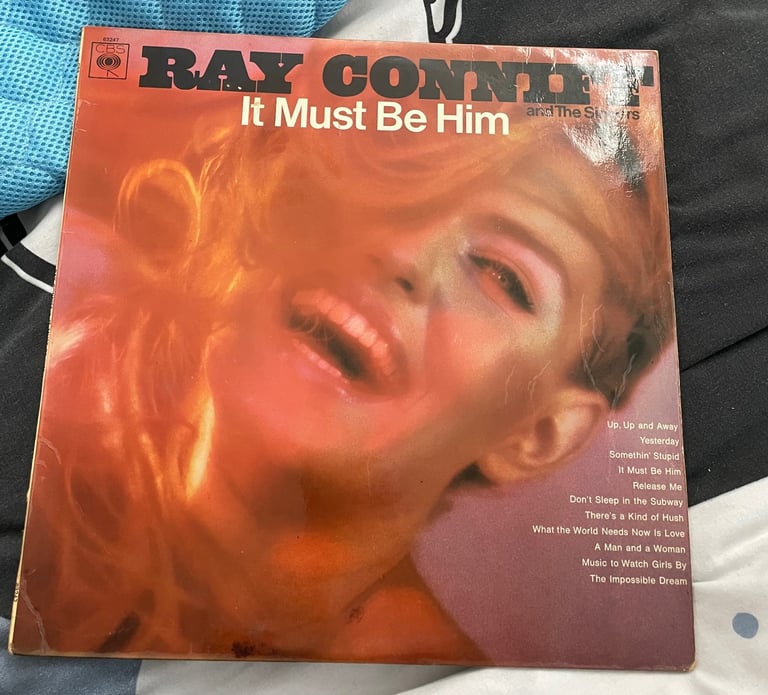 63247
CBS
RAY CONNIFF
and The Singers
It Must Be Him
Up, Up and Away
Yesterday
Somethin' Stupid
It Must Be Him
Release Me
Don't Sleep in the Subway
There's a Kind of Hush
What the World Needs Now Is Love
A Man and a Woman
Music to Watch Girls By
The Impossible Dream